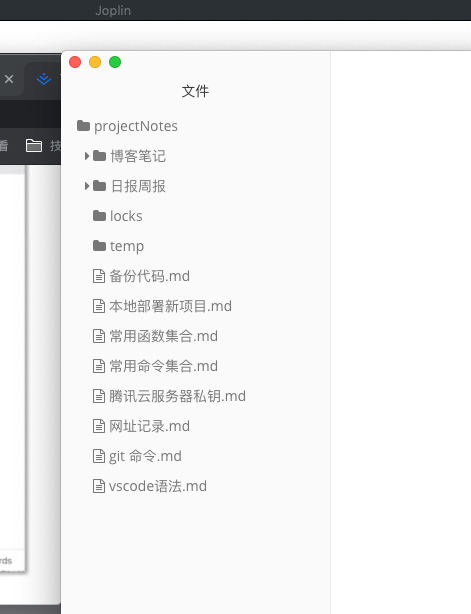 Joplin
文件
projectNotes
看
博客笔记
日报周报
locks
temp
备份代码.md
本地部署新项目.md
常用函数集合.md
常用命令集合.md
腾讯云服务器私钥.md
网址记录.md
git 命令.md
vscode语法.md
rds